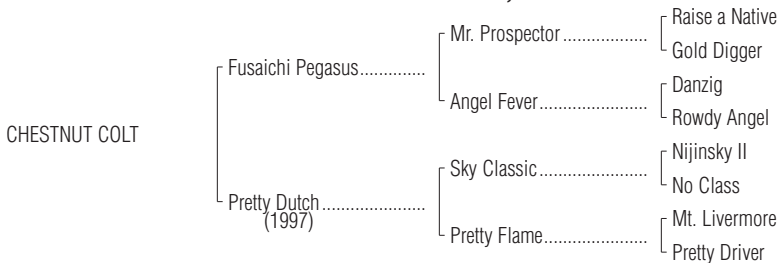 Raise a Native
Mr. Prospector....................
Gold Digger
Fusaichi Pegasus..............
Danzig
Angel Fever.........................
Rowdy Angel
CHESTNUT COLT
Nijinsky II
Sky Classic.........................
No Class
Pretty Dutch.......................
(1997)
Mt. Livermore
Pretty Flame........................
Pretty Driver